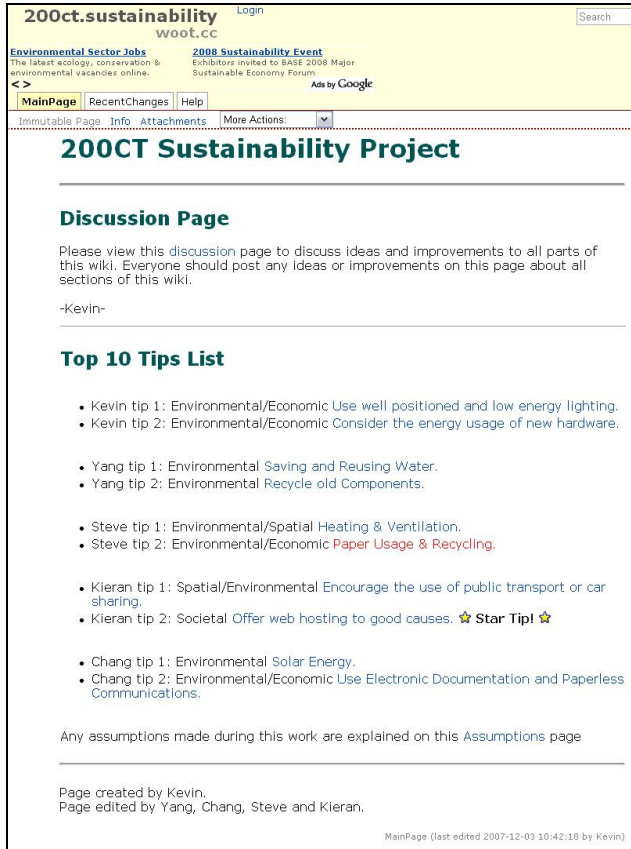 200ct.sustainability
woot.cc
Login
Search
Environmental Sector Jobs
The latest ecology, conservation &
environmental vacancies online.
2008 Sustainability Event
Exhibitors invited to BASE 2008 Major
Sustainable Economy Forum
< >
Ads by Google
MainPage RecentChanges Help
Immutable Page Info Attachments More Actions:
200CT Sustainability Project
Discussion Page
Please view this discussion page to discuss ideas and improvements to all parts of
this wiki. Everyone should post any ideas or improvements on this page about all
sections of this wiki.
-Kevin-
Top 10 Tips List
• Kevin tip 1: Environmental/Economic Use well positioned and low energy lighting.
• Kevin tip 2: Environmental/Economic Consider the energy usage of new hardware.
• Yang tip 1: Environmental Saving and Reusing Water.
• Yang tip 2: Environmental Recycle old Components.
• Steve tip 1: Environmental/Spatial Heating & Ventilation.
• Steve tip 2: Environmental/Economic Paper Usage & Recycling.
• Kieran tip 1: Spatial/Environmental Encourage the use of public transport or car
sharing.
• Kieran tip 2: Societal Offer web hosting to good causes. Star Tip!
• Chang tip 1: Environmental Solar Energy.
• Chang tip 2: Environmental/Economic Use Electronic Documentation and Paperless
Communications.
Any assumptions made during this work are explained on this Assumptions page
Page created by Kevin.
Page edited by Yang, Chang, Steve and Kieran.
MainPage (last edited 2007-12-03 10:42:18 by Kevin)